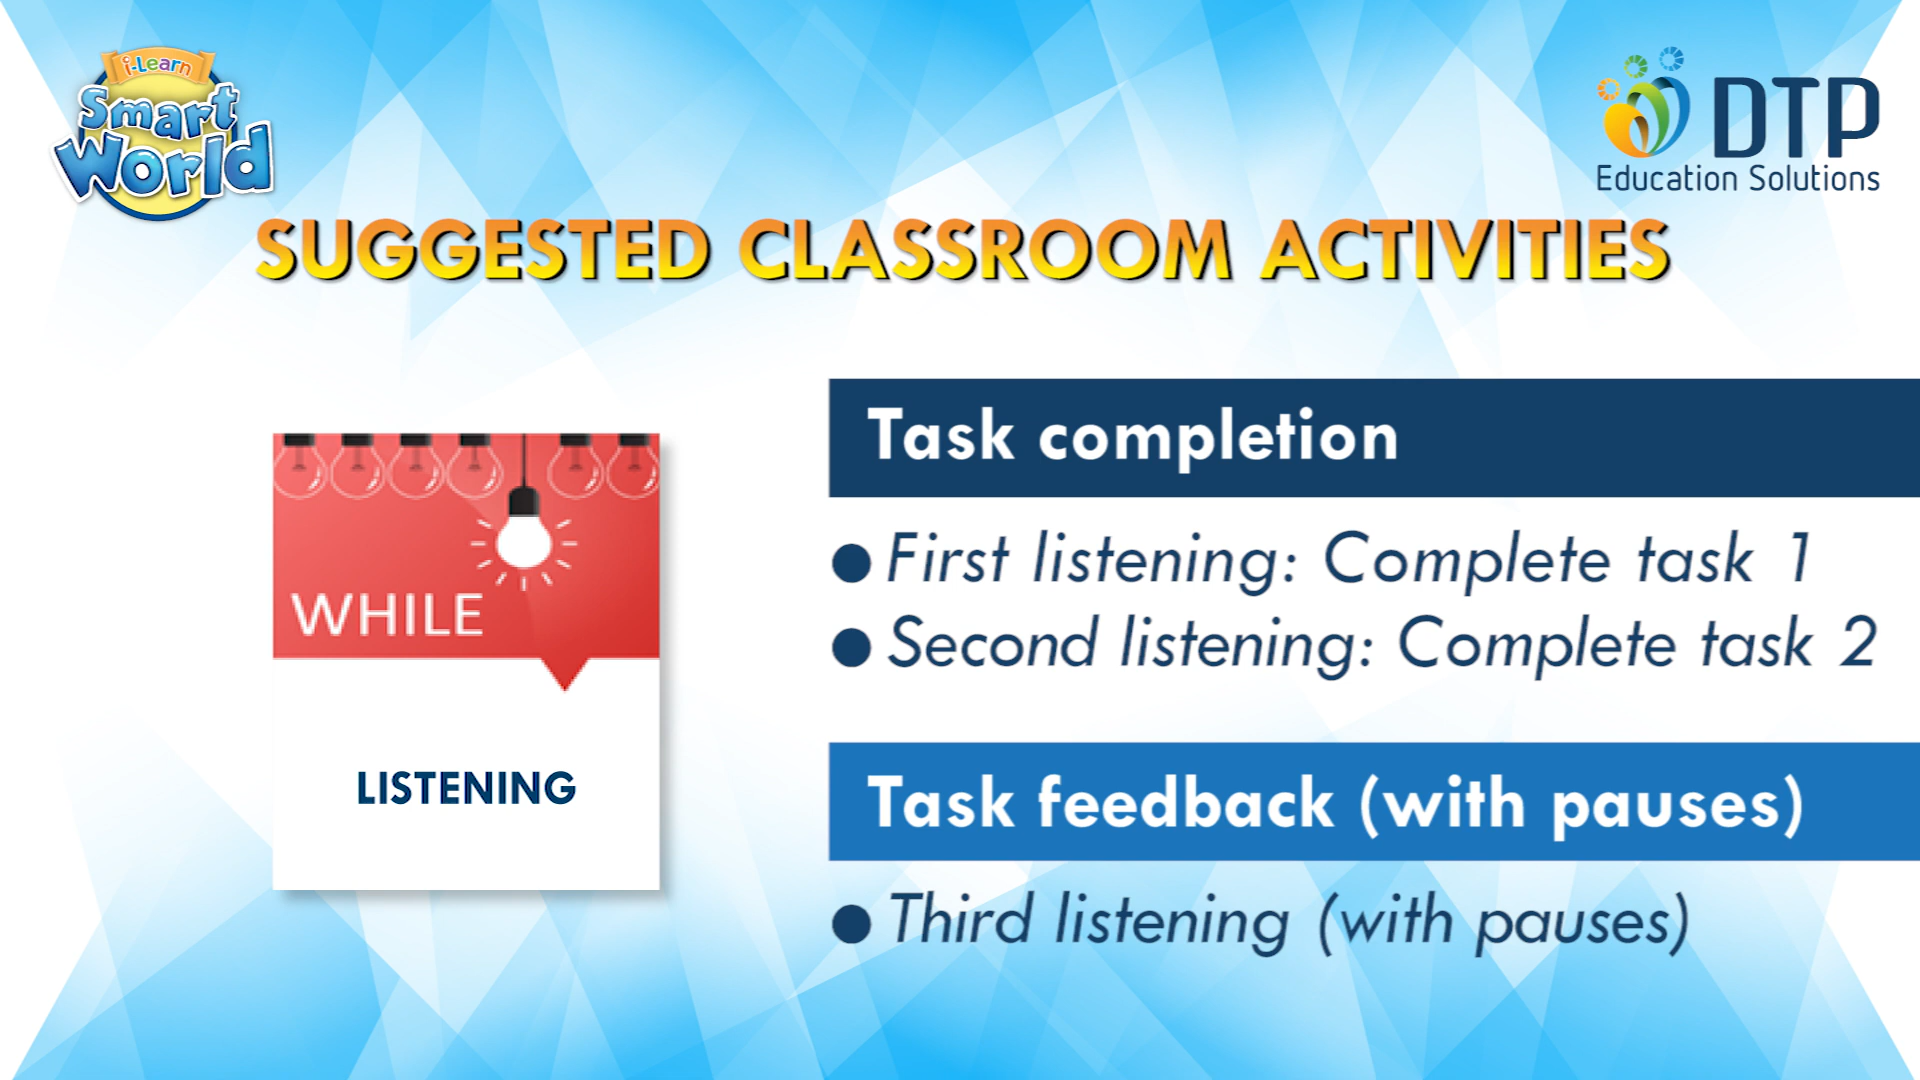 i-Learn
Smart
World
DTP
Education Solutions
SUGGESTED CLASSROOM ACTIVITIES
WHILE
LISTENING
Task completion
● First listening: Complete task 1
● Second listening: Complete task 2
Task feedback (with pauses)
● Third listening (with pauses)